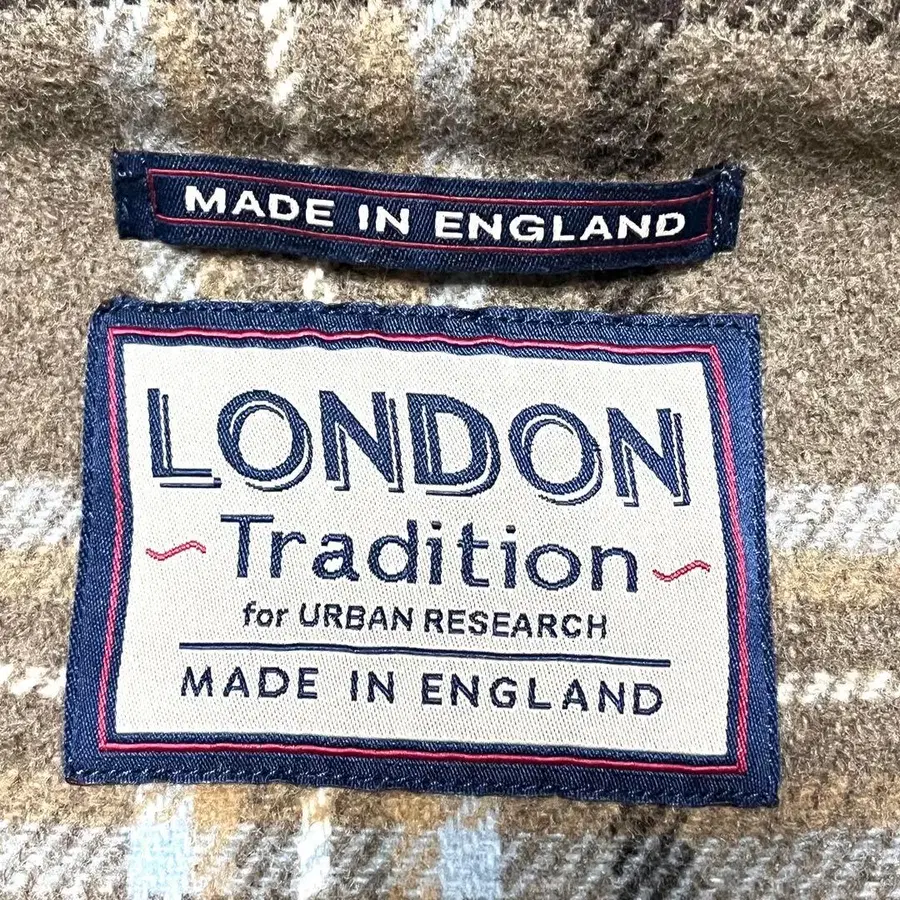 MADE IN ENGLAND
LONDON
Tradition
for URBAN RESEARCH
MADE IN ENGLAND